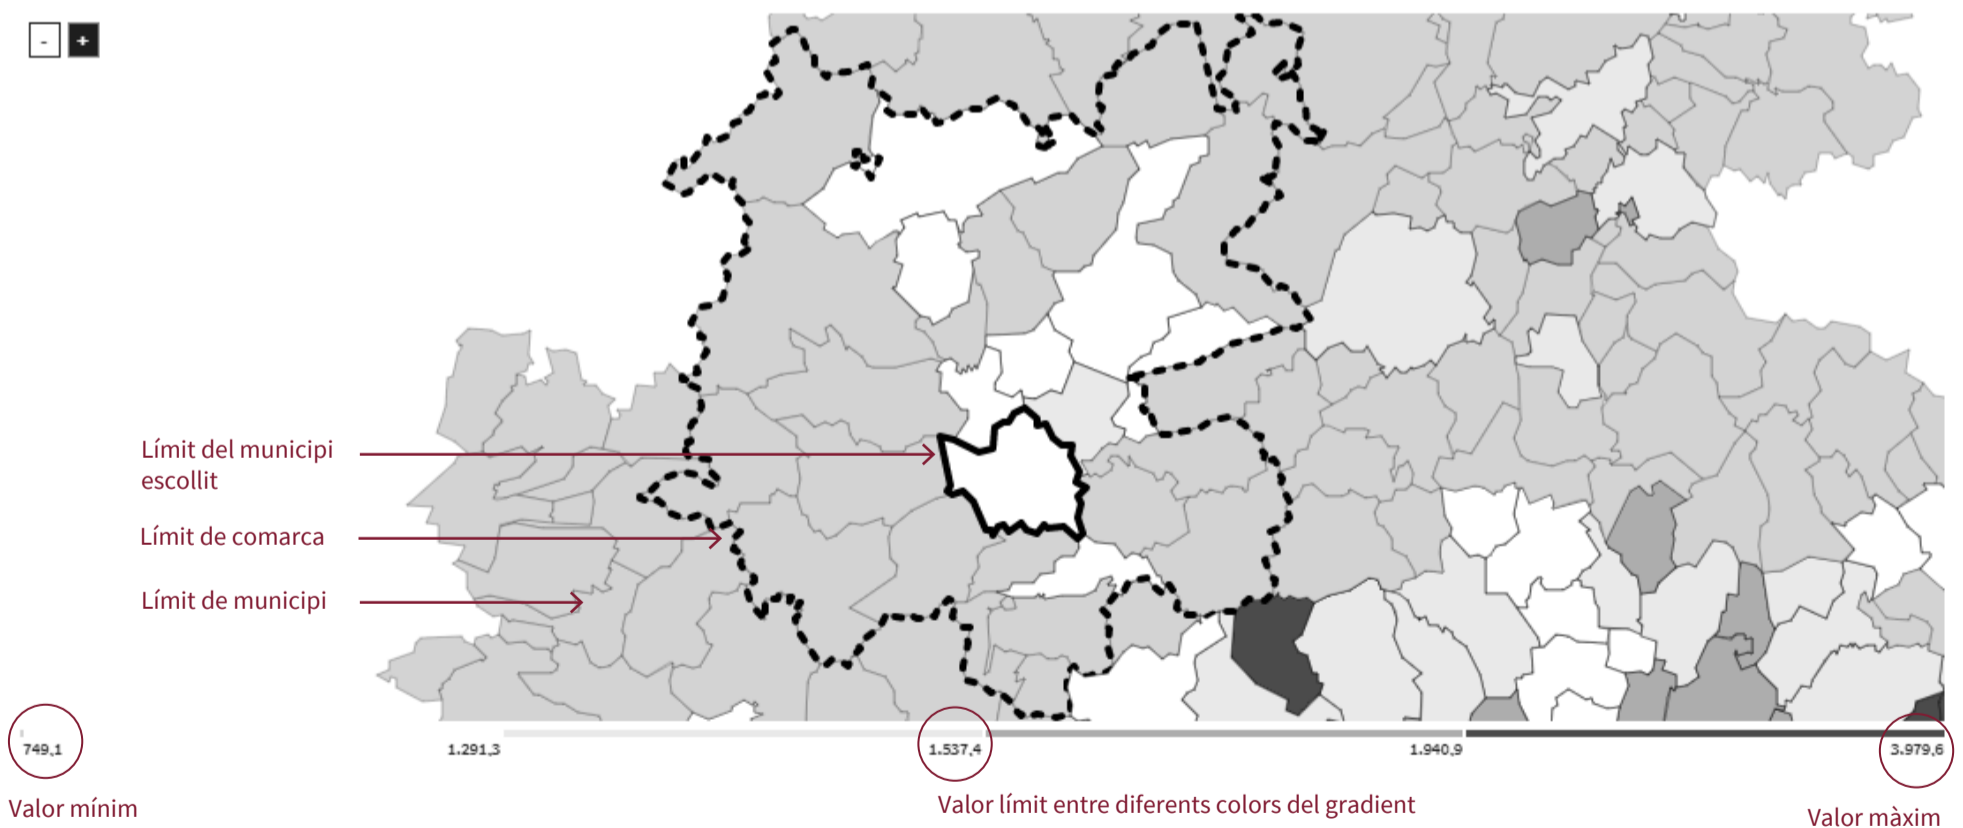 - +
Límit del municipi
escollit
Límit de comarca
Límit de municipi
749,1 1.291,3 1.537,4 1.940,9 3.979,6
Valor mínim
Valor límit entre diferents colors del gradient
Valor màxim